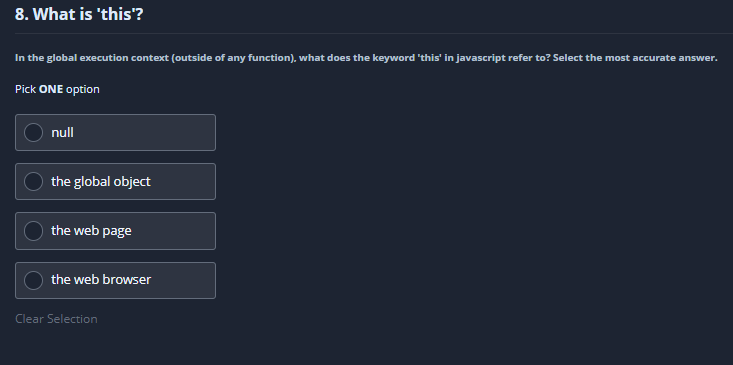 8. What is 'this'?
In the global execution context (outside of any function), what does the keyword 'this' in javascript refer to? Select the most accurate answer.
Pick ONE option
null
the global object
the web page
the web browser
Clear Selection